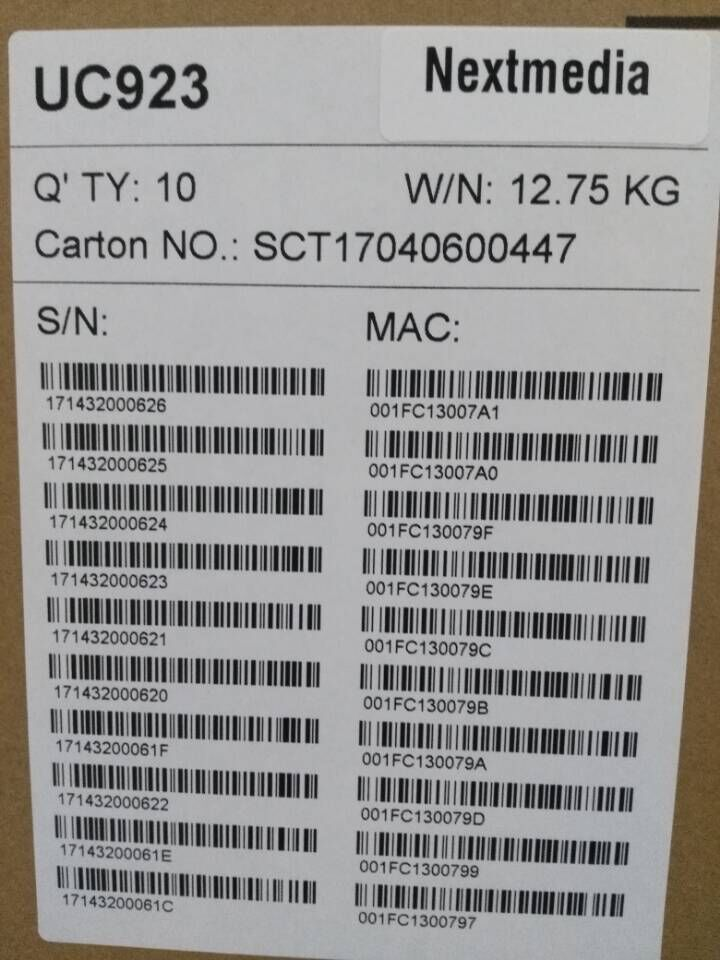 UC923 Nextmedia
Q' TY: 10 W/N: 12.75 KG
Carton NO.: SCT17040600447
S/N: MAC:
171432000626 001FC13007A1
171432000625 001FC13007A0
171432000624 001FC130079F
171432000623 001FC130079E
171432000621 001FC130079C
171432000620 001FC130079B
17143200061F 001FC130079A
171432000622 001FC130079D
17143200061E 001FC1300799
17143200061C 001FC1300797